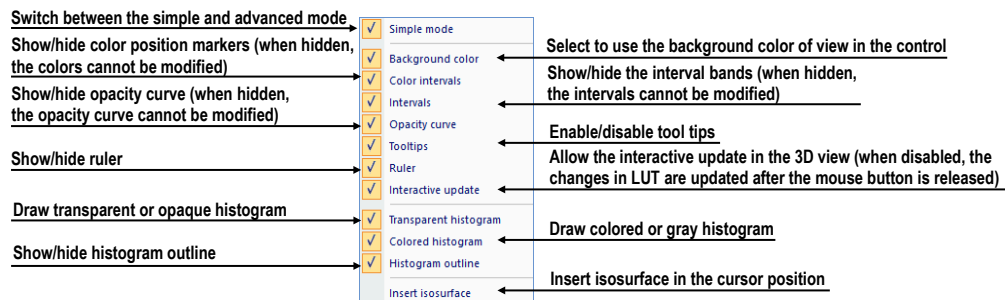 Switch between the simple and advanced mode
Show/hide color position markers (when hidden,
the colors cannot be modified)
Show/hide opacity curve (when hidden,
the opacity curve cannot be modified)
Show/hide ruler
Draw transparent or opaque histogram
Show/hide histogram outline
Simple mode
Background color
Color intervals
Intervals
Opacity curve
Tooltips
Ruler
Interactive update
Transparent histogram
Colored histogram
Histogram outline
Insert isosurface
Select to use the background color of view in the control
Show/hide the interval bands (when hidden,
the intervals cannot be modified)
Enable/disable tool tips
Allow the interactive update in the 3D view (when disabled, the
changes in LUT are updated after the mouse button is released)
Draw colored or gray histogram
Insert isosurface in the cursor position